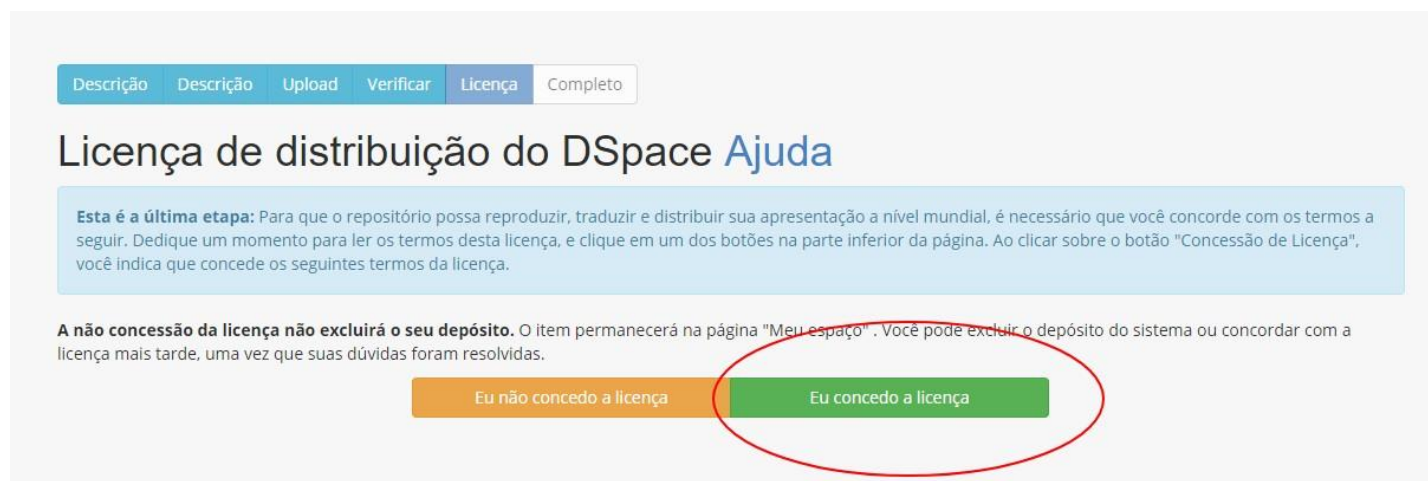 Descrição Descrição Upload Verificar Licença Completo
Licença de distribuição do DSpace Ajuda
Esta é a última etapa: Para que o repositório possa reproduzir, traduzir e distribuir sua apresentação a nível mundial, é necessário que você concorde com os termos a
seguir. Dedique um momento para ler os termos desta licença, e clique em um dos botões na parte inferior da página. Ao clicar sobre o botão "Concessão de Licença",
você indica que concede os seguintes termos da licença.
A não concessão da licença não excluirá o seu depósito. O item permanecerá na página "Meu espaço" . Você pode excluir o depósito do sistema ou concordar com a
licença mais tarde, uma vez que suas dúvidas foram resolvidas.
Eu não concedo a licença Eu concedo a licença